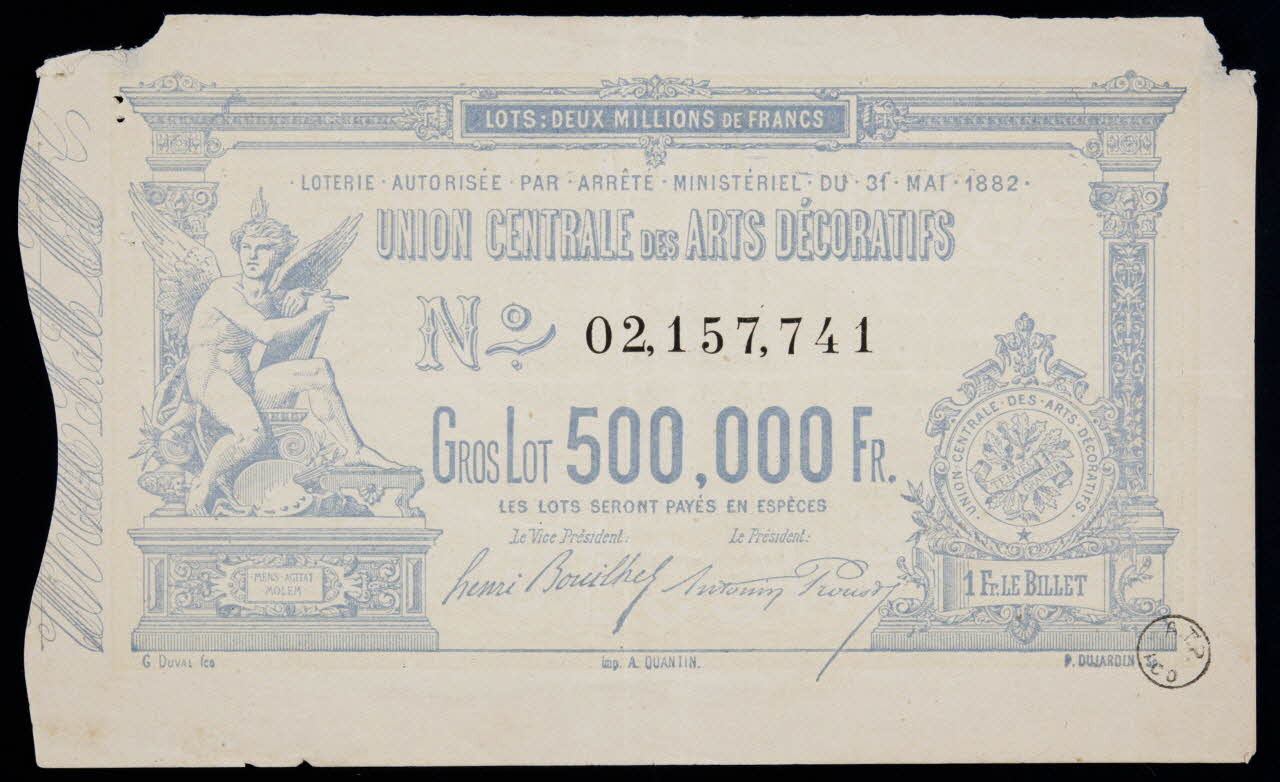 LOTS : DEUX MILLIONS DE FRANCS
· LOTERIE · AUTORISÉE · PAR · ARRÊTÉ · MINISTÉRIEL · DU · 31 · MAI · 1882 ·
UNION CENTRALE DES ARTS DÉCORATIFS
No 02,157,741
GROS LOT 500,000 FR.
LES LOTS SERONT PAYÉS EN ESPÈCES
Le Vice Président : Le Président :
henri Bouilhet Antonin Proust
UNION · CENTRALE · DES · ARTS · DÉCORATIFS ·
1 FR. LE BILLET
MENS · AGITAT
MOLEM
G DUVAL fco
Imp. A. QUANTIN.
P. DUJARDIN
A.T.P.